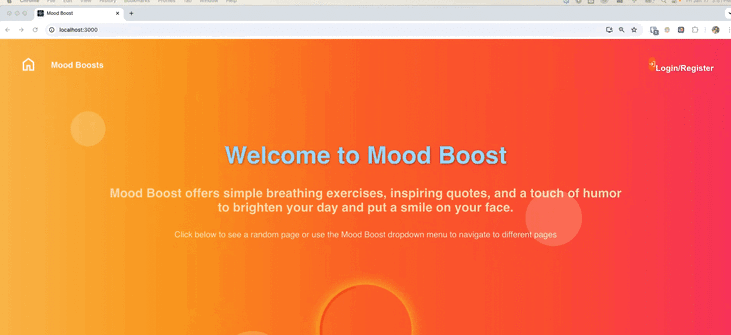 Mood Boost
localhost:3000
Mood Boosts
Login/Register
Welcome to Mood Boost
Mood Boost offers simple breathing exercises, inspiring quotes, and a touch of humor
to brighten your day and put a smile on your face.
Click below to see a random page or use the Mood Boost dropdown menu to navigate to different pages